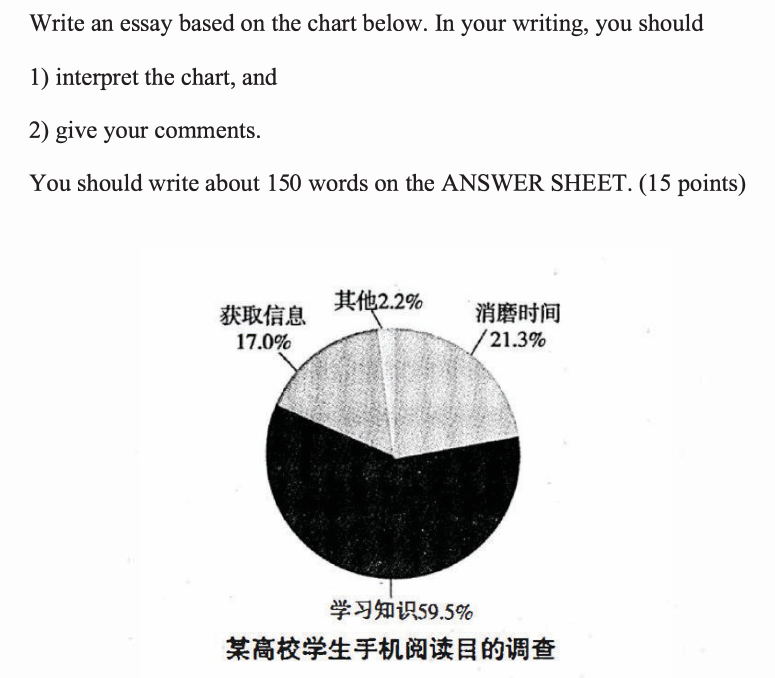 Write an essay based on the chart below. In your writing, you should
1) interpret the chart, and
2) give your comments.
You should write about 150 words on the ANSWER SHEET. (15 points)
其他2.2%
获取信息
17.0%
消磨时间
21.3%
学习知识59.5%
某高校学生手机阅读目的调查